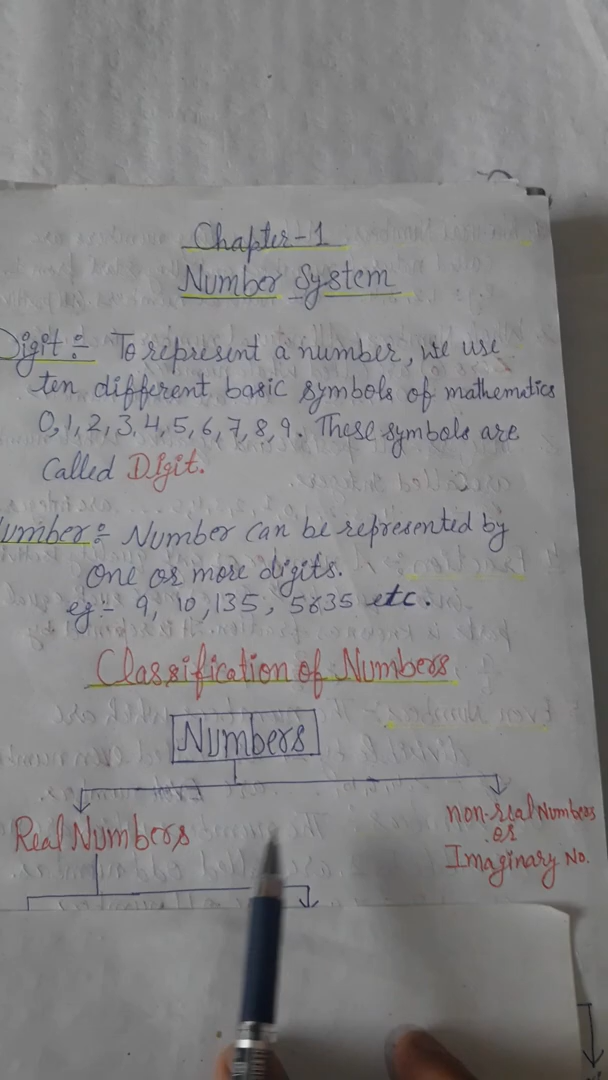 Chapter-1
Number System
Digit:- To represent a number, we use
ten different basic symbols of mathematics
0, 1, 2, 3, 4, 5, 6, 7, 8, 9. These symbols are
called Digit.
Number:- Number can be represented by
one or more digits.
eg:- 9, 10, 135, 5635 etc.
Classification of Numbers
Numbers
Real Numbers
non-real Numbers
or
Imaginary No.